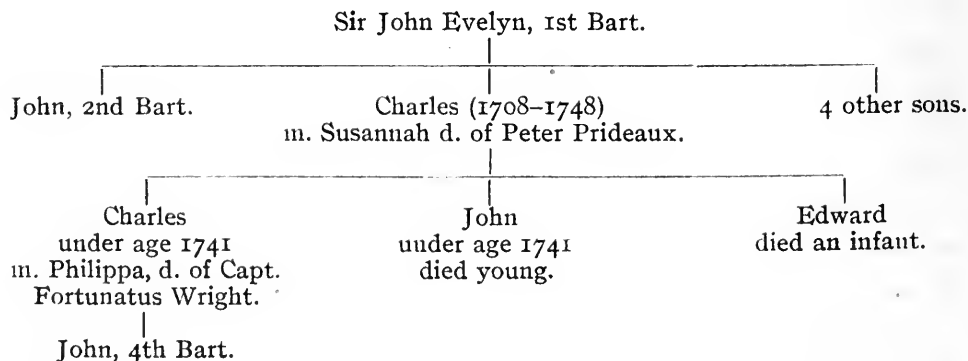 Sir John Evelyn, 1st Bart.
John, 2nd Bart.
Charles (1708–1748)
m. Susannah d. of Peter Prideaux.
4 other sons.
Charles
under age 1741
m. Philippa, d. of Capt.
Fortunatus Wright.
John, 4th Bart.
John
under age 1741
died young.
Edward
died an infant.